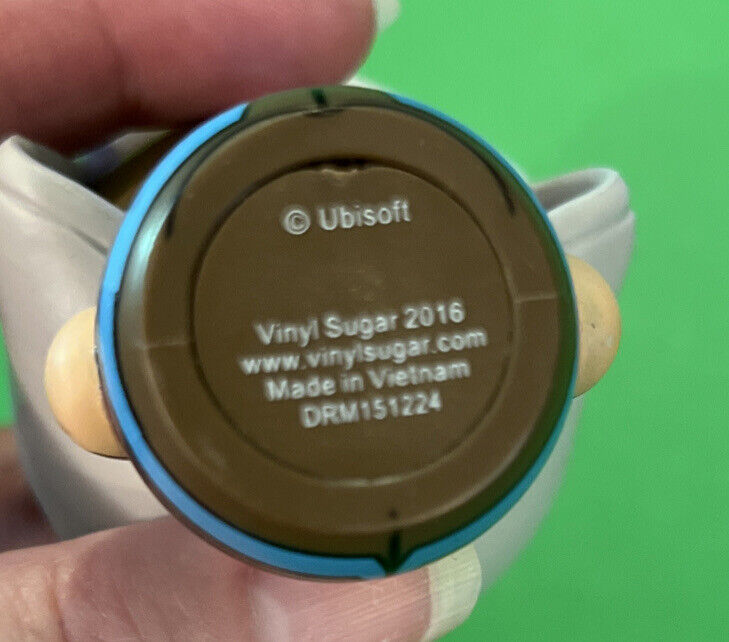 © Ubisoft
Vinyl Sugar 2016
www.vinylsugar.com
Made in Vietnam
DRM151224